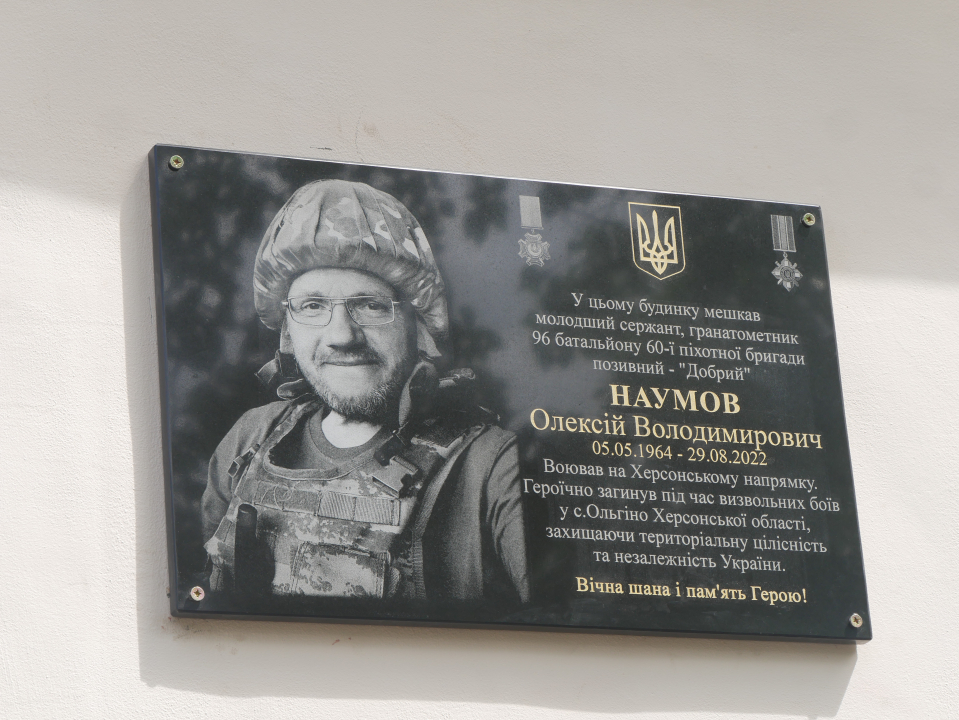 У цьому будинку мешкав
молодший сержант, гранатометник
96 батальйону 60-ї піхотної бригади
позивний - "Добрий"
НАУМОВ
Олексій Володимирович
05.05.1964 - 29.08.2022
Воював на Херсонському напрямку.
Героїчно загинув під час визвольних боїв
у с.Ольгіно Херсонської області,
захищаючи територіальну цілісність
та незалежність України.
Вічна шана і пам'ять Герою!